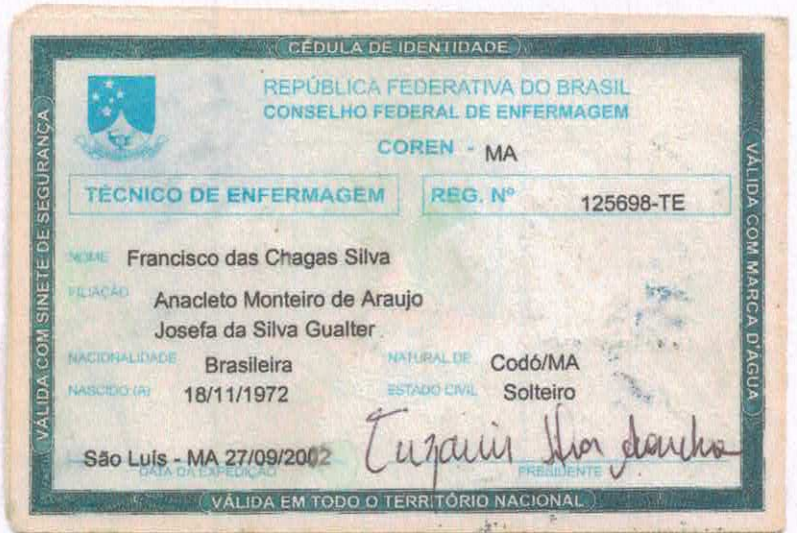 CÉDULA DE IDENTIDADE
REPÚBLICA FEDERATIVA DO BRASIL
CONSELHO FEDERAL DE ENFERMAGEM
COREN - MA
TÉCNICO DE ENFERMAGEM REG. Nº 125698-TE
NOME Francisco das Chagas Silva
FILIAÇÃO Anacleto Monteiro de Araujo
Josefa da Silva Gualter
NACIONALIDADE Brasileira NATURAL DE Codó/MA
NASCIDO (A) 18/11/1972 ESTADO CIVIL Solteiro
São Luís - MA 27/09/2002
DATA DA EXPEDIÇÃO PRESIDENTE
VÁLIDA EM TODO O TERRITÓRIO NACIONAL
VÁLIDA COM SINETE DE SEGURANÇA
VÁLIDA COM MARCA D'ÁGUA